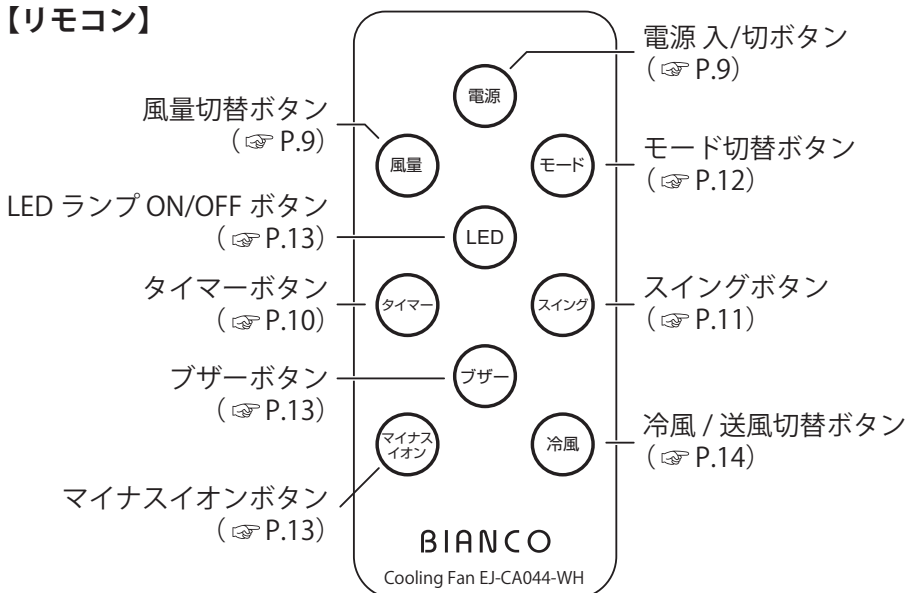 【リモコン】
電源 入/切ボタン
（☞ P.9）
電源
風量切替ボタン
（☞ P.9）
風量
モード
モード切替ボタン
（☞ P.12）
LED ランプ ON/OFF ボタン
（☞ P.13）
LED
タイマーボタン
（☞ P.10）
タイマー
スイング
スイングボタン
（☞ P.11）
ブザーボタン
（☞ P.13）
ブザー
マイナス
イオン
冷風
冷風 / 送風切替ボタン
（☞ P.14）
マイナスイオンボタン
（☞ P.13）
BIANCO
Cooling Fan EJ-CA044-WH